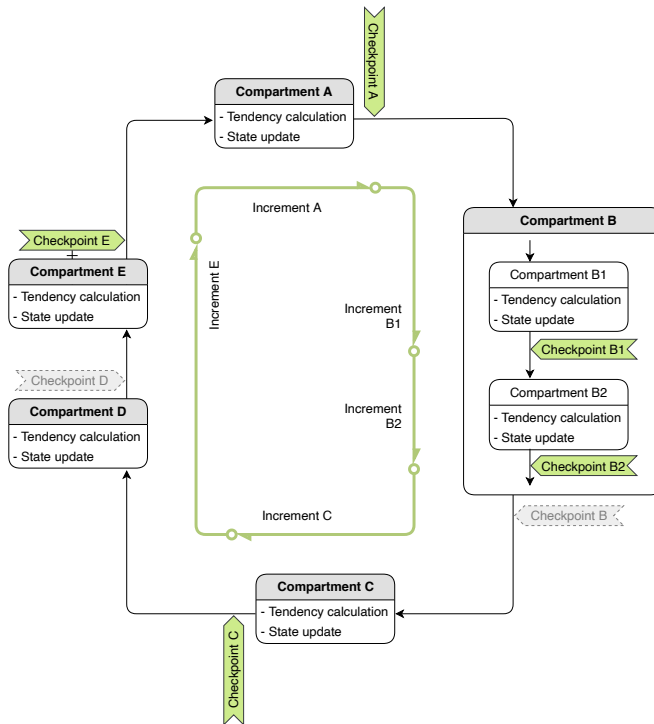 Checkpoint A
Compartment A
- Tendency calculation
- State update
Increment A
Checkpoint E
Compartment E
- Tendency calculation
- State update
Increment E
Compartment B
Compartment B1
- Tendency calculation
- State update
Increment
B1
Checkpoint B1
Checkpoint D
Compartment B2
- Tendency calculation
- State update
Increment
B2
Compartment D
- Tendency calculation
- State update
Checkpoint B2
Increment C
Checkpoint B
Compartment C
- Tendency calculation
- State update
Checkpoint C